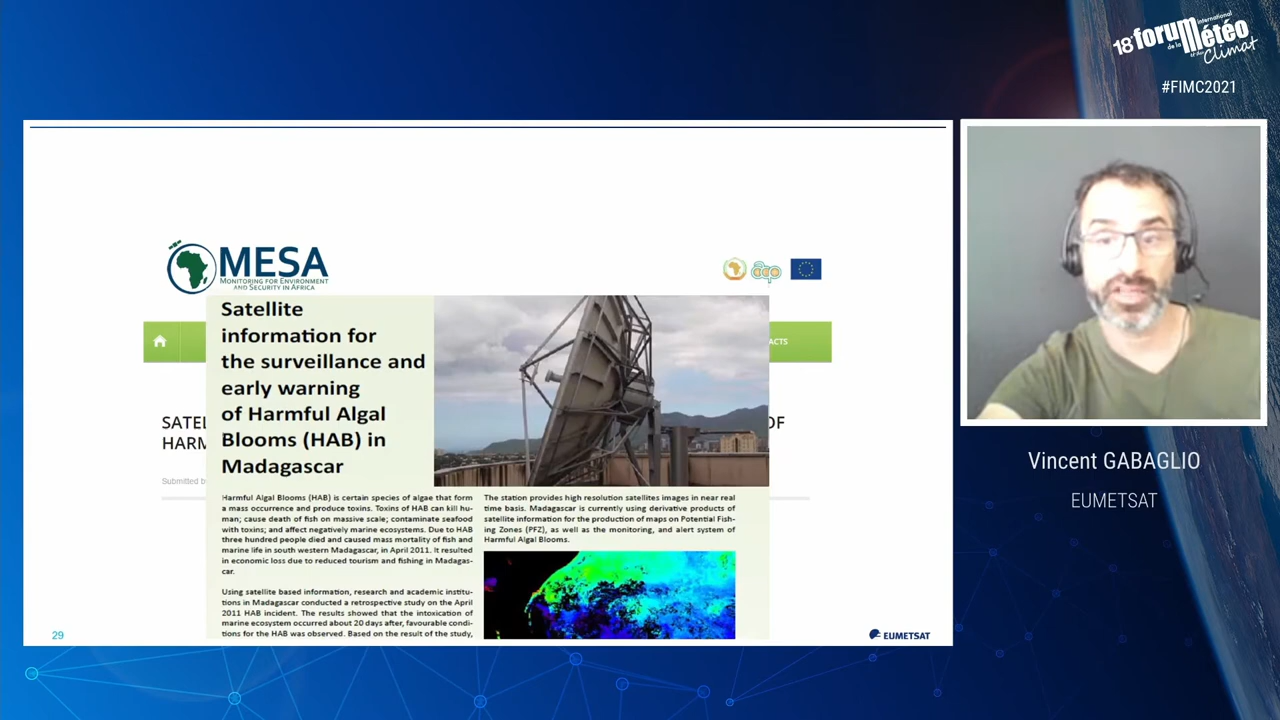 18e forum international
de la météo
et du climat
#FIMC2021
MESA
MONITORING FOR ENVIRONMENT
AND SECURITY IN AFRICA
acp
ACTS
SATEL
OF
HARM
Submitted b
Satellite
information for
the surveillance and
early warning
of Harmful Algal
Blooms (HAB) in
Madagascar
Harmful Algal Blooms (HAB) is certain species of algae that form
a mass occurrence and produce toxins. Toxins of HAB can kill hu-
man; cause death of fish on massive scale; contaminate seafood
with toxins; and affect negatively marine ecosystems. Due to HAB
three hundred people died and caused mass mortality of fish and
marine life in south western Madagascar, in April 2011. It resulted
in economic loss due to reduced tourism and fishing in Madagas-
car.
Using satellite based information, research and academic institu-
tions in Madagascar conducted a retrospective study on the April
2011 HAB incident. The results showed that the intoxication of
marine ecosystem occurred about 20 days after, favourable condi-
tions for the HAB was observed. Based on the result of the study,
The station provides high resolution satellites images in near real
time basis. Madagascar is currently using derivative products of
satellite information for the production of maps on Potential Fish-
ing Zones (PFZ), as well as the monitoring, and alert system of
Harmful Algal Blooms.
29
EUMETSAT
Vincent GABAGLIO
EUMETSAT